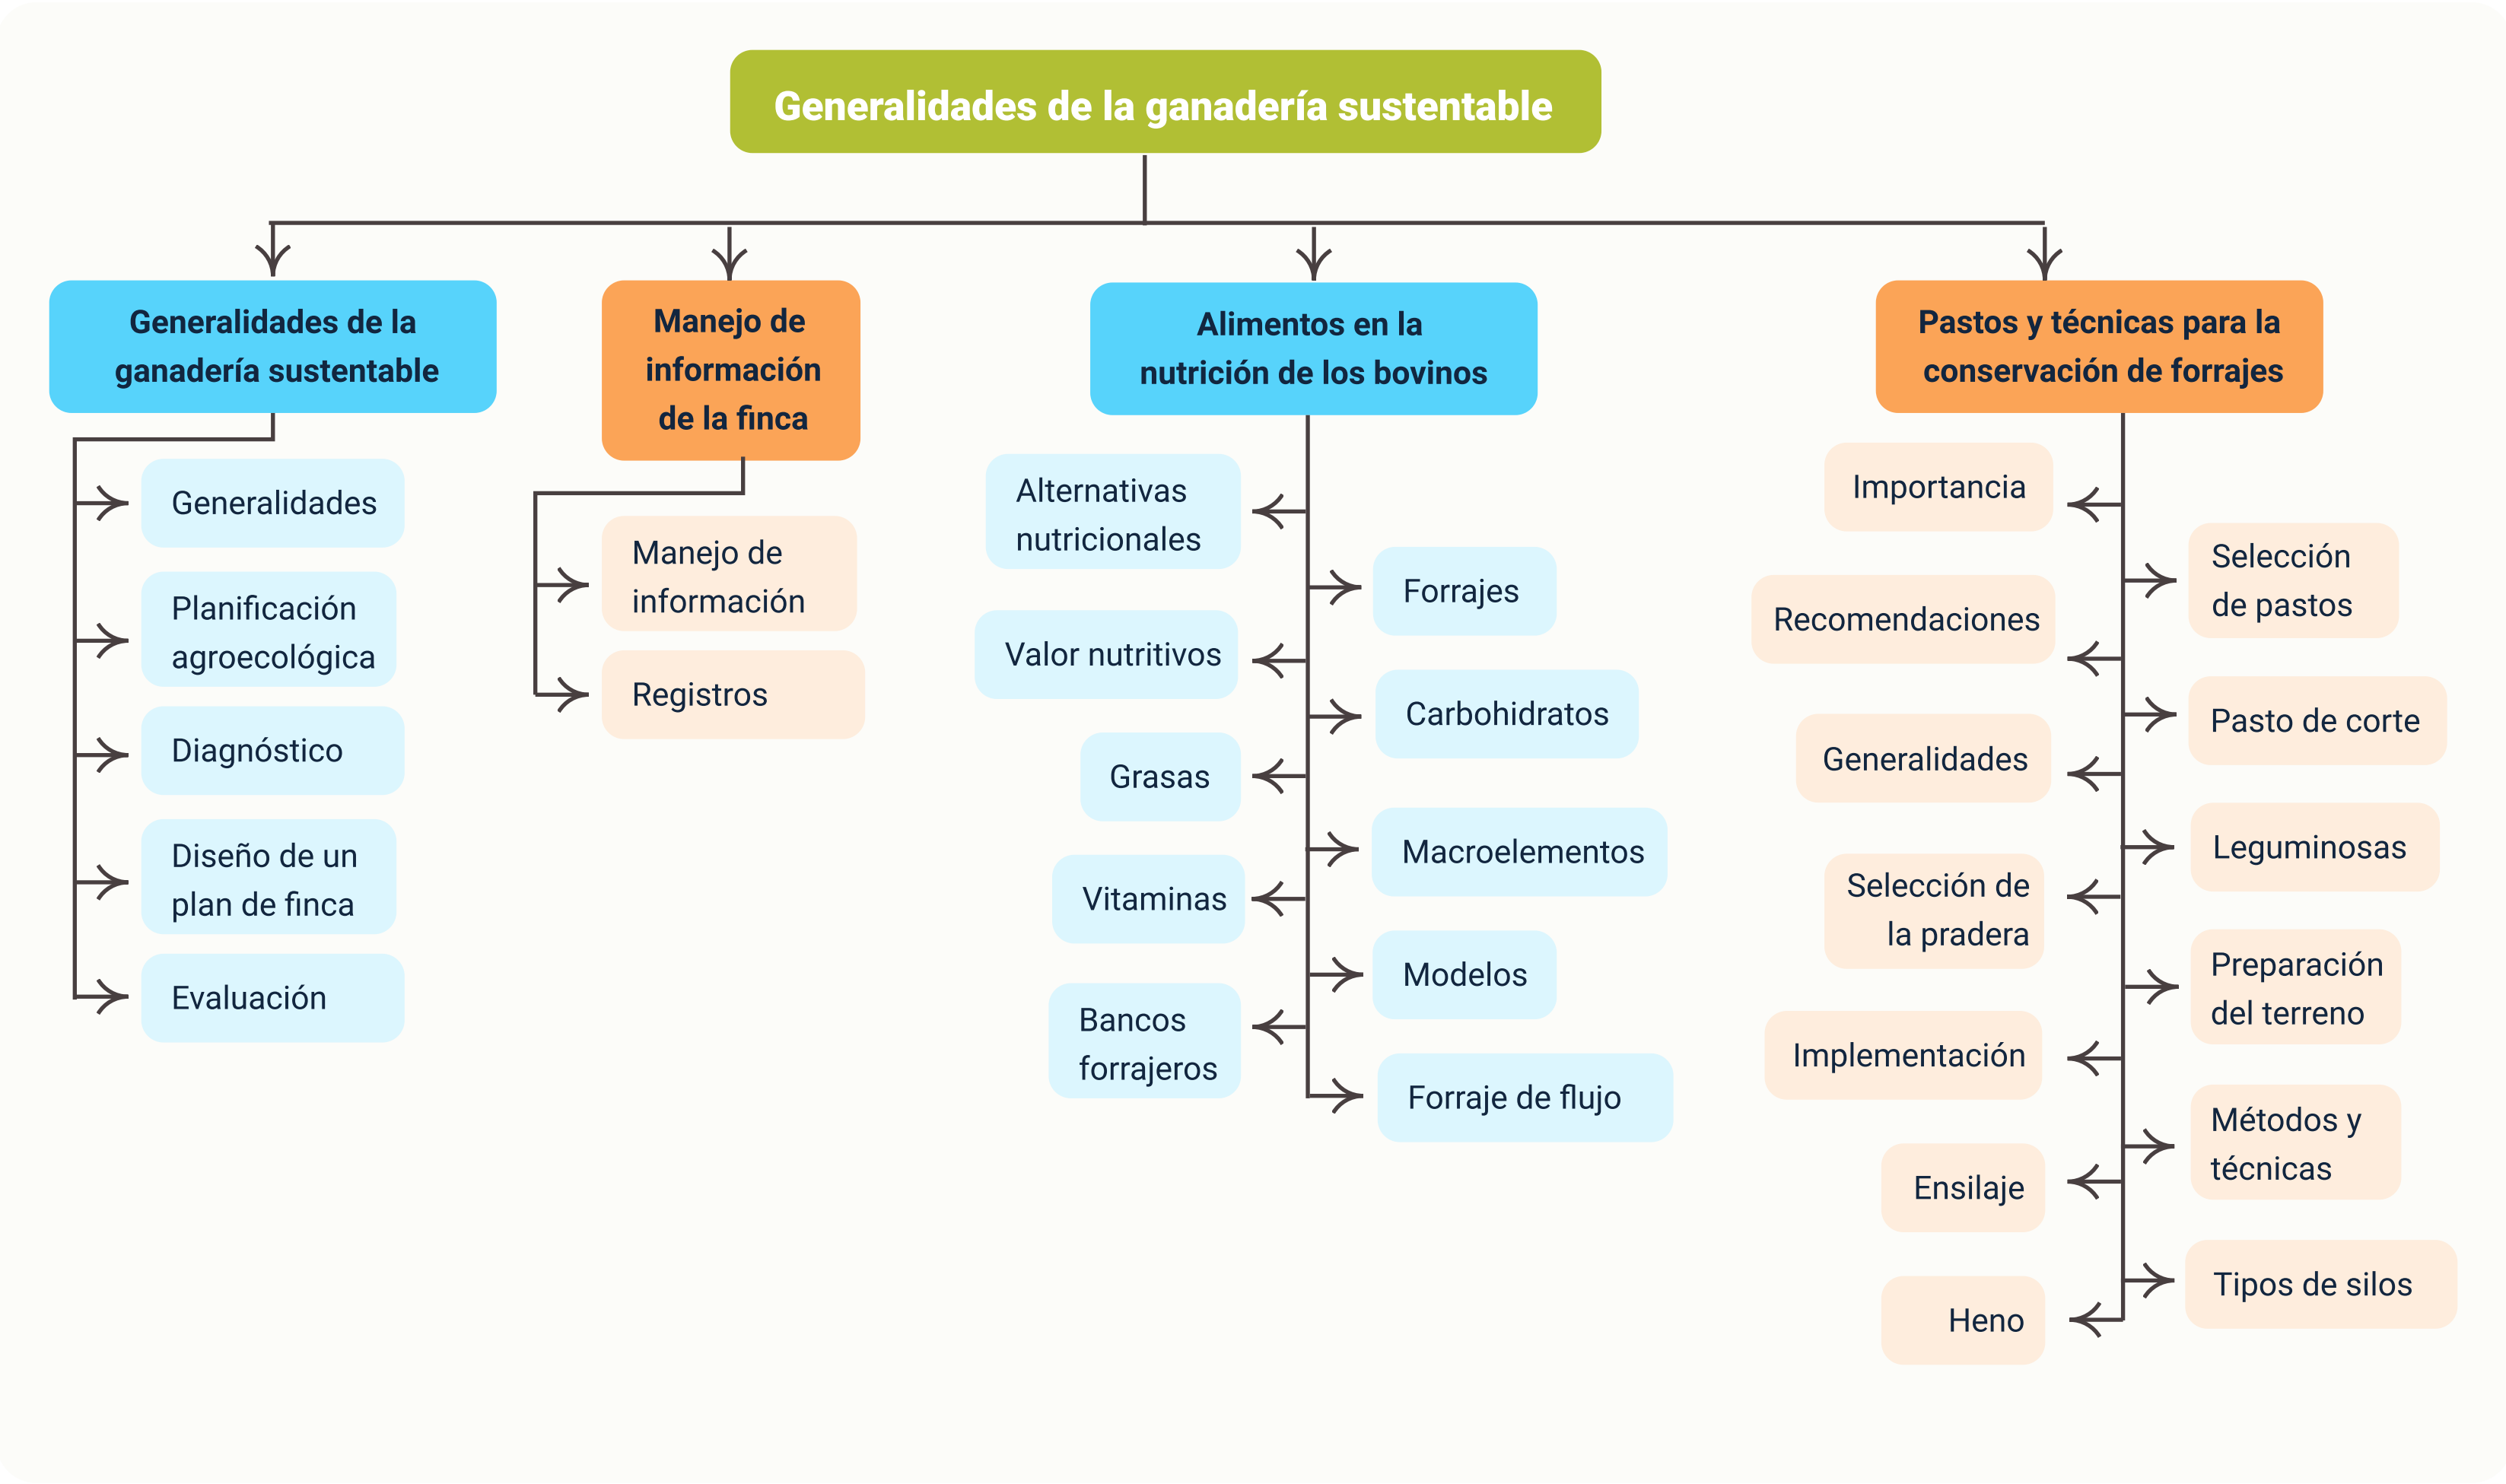 Generalidades de la ganadería sustentable
Generalidades de la
ganadería sustentable
Generalidades
Planificación
agroecológica
Diagnóstico
Diseño de un
plan de finca
Evaluación
Manejo de
información
de la finca
Manejo de
información
Registros
Alimentos en la
nutrición de los bovinos
Alternativas
nutricionales
Forrajes
Valor nutritivos
Carbohidratos
Grasas
Macroelementos
Vitaminas
Modelos
Bancos
forrajeros
Forraje de flujo
Pastos y técnicas para la
conservación de forrajes
Importancia
Selección
de pastos
Recomendaciones
Pasto de corte
Generalidades
Leguminosas
Selección de
la pradera
Preparación
del terreno
Implementación
Métodos y
técnicas
Ensilaje
Tipos de silos
Heno